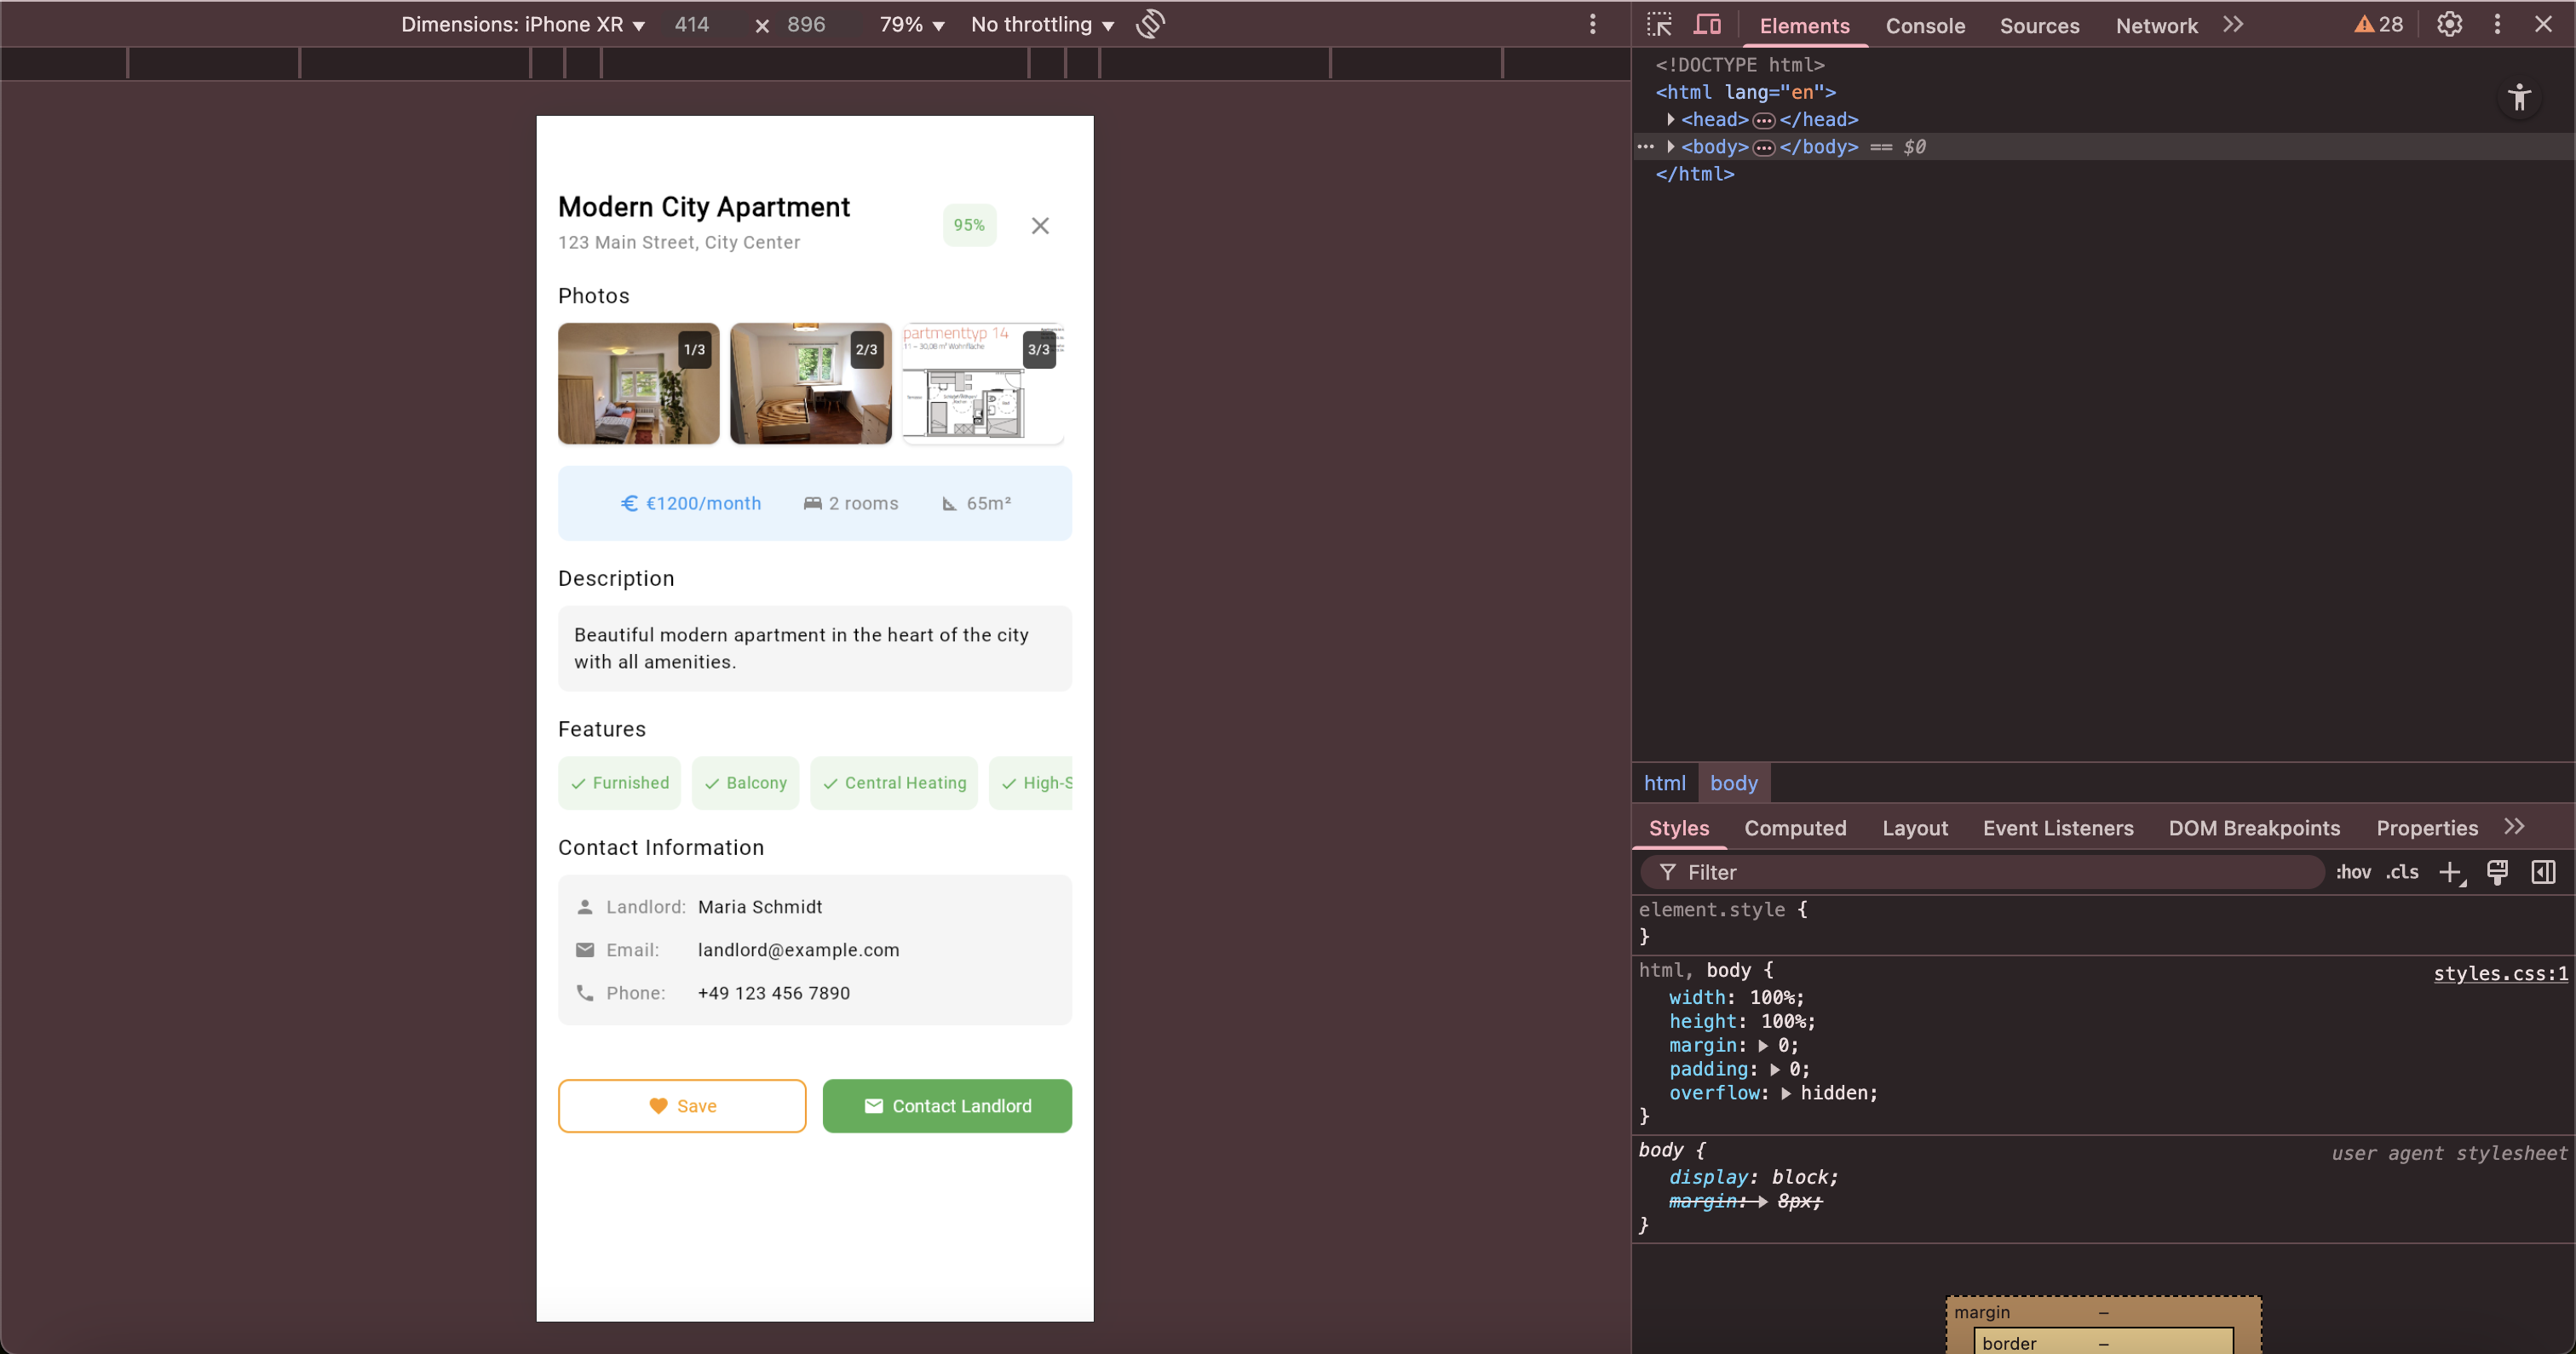 Dimensions: iPhone XR 414 × 896 79% No throttling
Modern City Apartment
123 Main Street, City Center
95%
Photos
1/3
2/3
partmenttyp 14
3/3
€1200/month 2 rooms 65m²
Description
Beautiful modern apartment in the heart of the city
with all amenities.
Features
Furnished Balcony Central Heating High-S
Contact Information
Landlord: Maria Schmidt
Email: landlord@example.com
Phone: +49 123 456 7890
Save Contact Landlord
Elements Console Sources Network 28
<!DOCTYPE html>
<html lang="en">
<head> </head>
<body> </body> == $0
</html>
html body
Styles Computed Layout Event Listeners DOM Breakpoints Properties
Filter :hov .cls
element.style {
}
html, body { styles.css:1
width: 100%;
height: 100%;
margin: 0;
padding: 0;
overflow: hidden;
}
body { user agent stylesheet
display: block;
margin: 8px;
}
margin –
border –